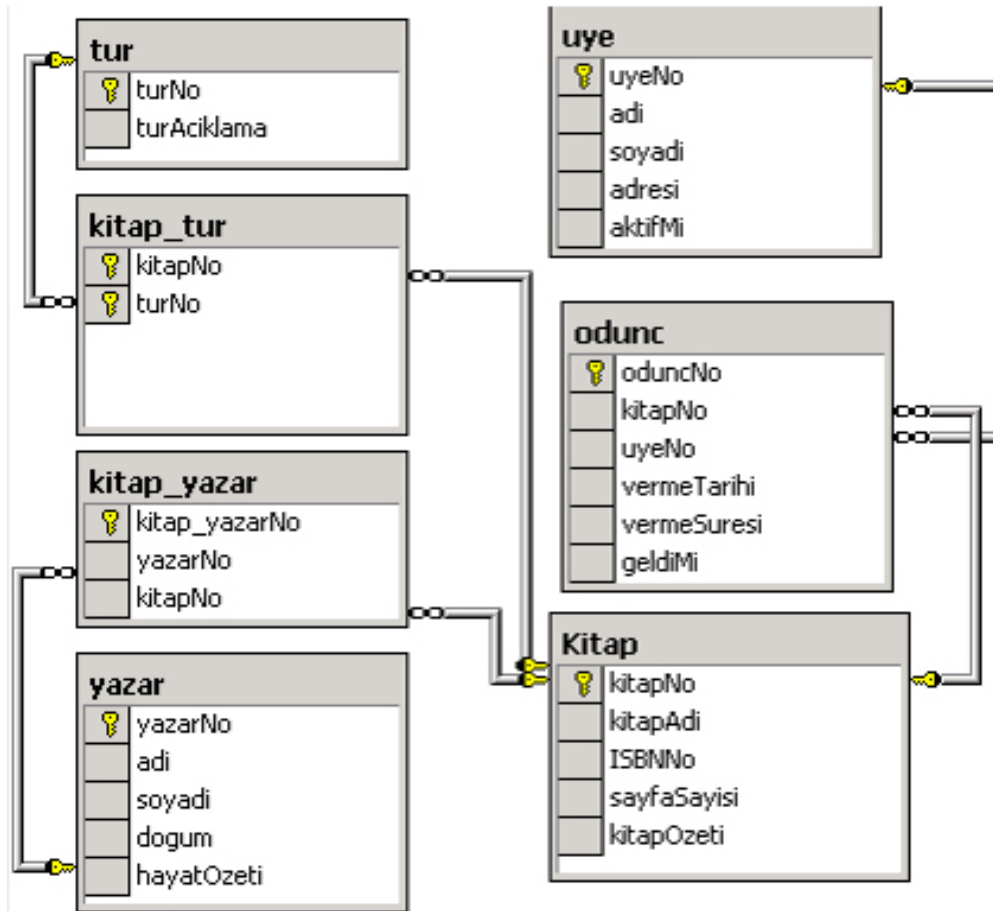 tur
turNo
turAciklama
kitap_tur
kitapNo
turNo
kitap_yazar
kitap_yazarNo
yazarNo
kitapNo
yazar
yazarNo
adi
soyadi
dogum
hayatOzeti
uye
uyeNo
adi
soyadi
adresi
aktifMi
odunc
oduncNo
kitapNo
uyeNo
vermeTarihi
vermeSuresi
geldiMi
Kitap
kitapNo
kitapAdi
ISBNNo
sayfaSayisi
kitapOzeti